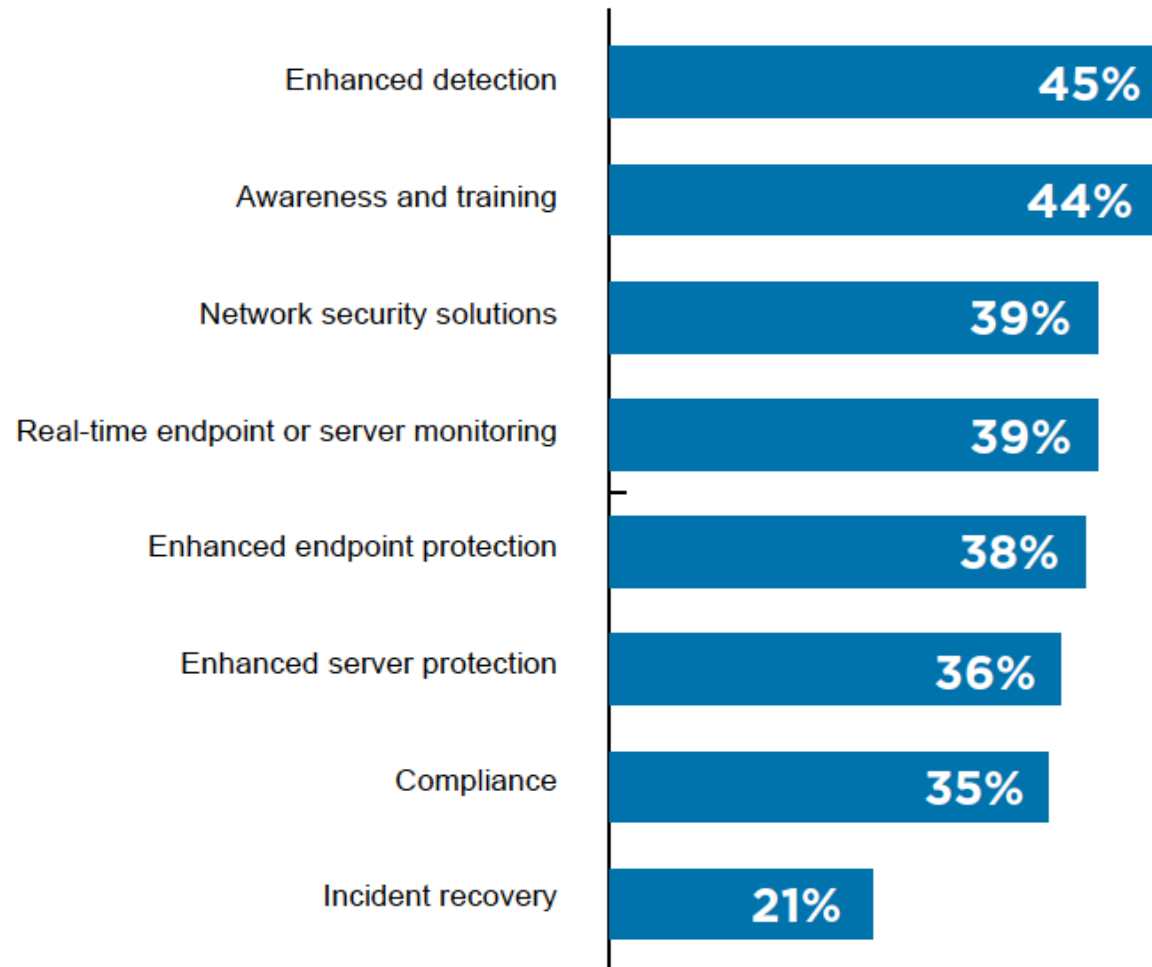 Enhanced detection 45%
Awareness and training 44%
Network security solutions 39%
Real-time endpoint or server monitoring 39%
Enhanced endpoint protection 38%
Enhanced server protection 36%
Compliance 35%
Incident recovery 21%